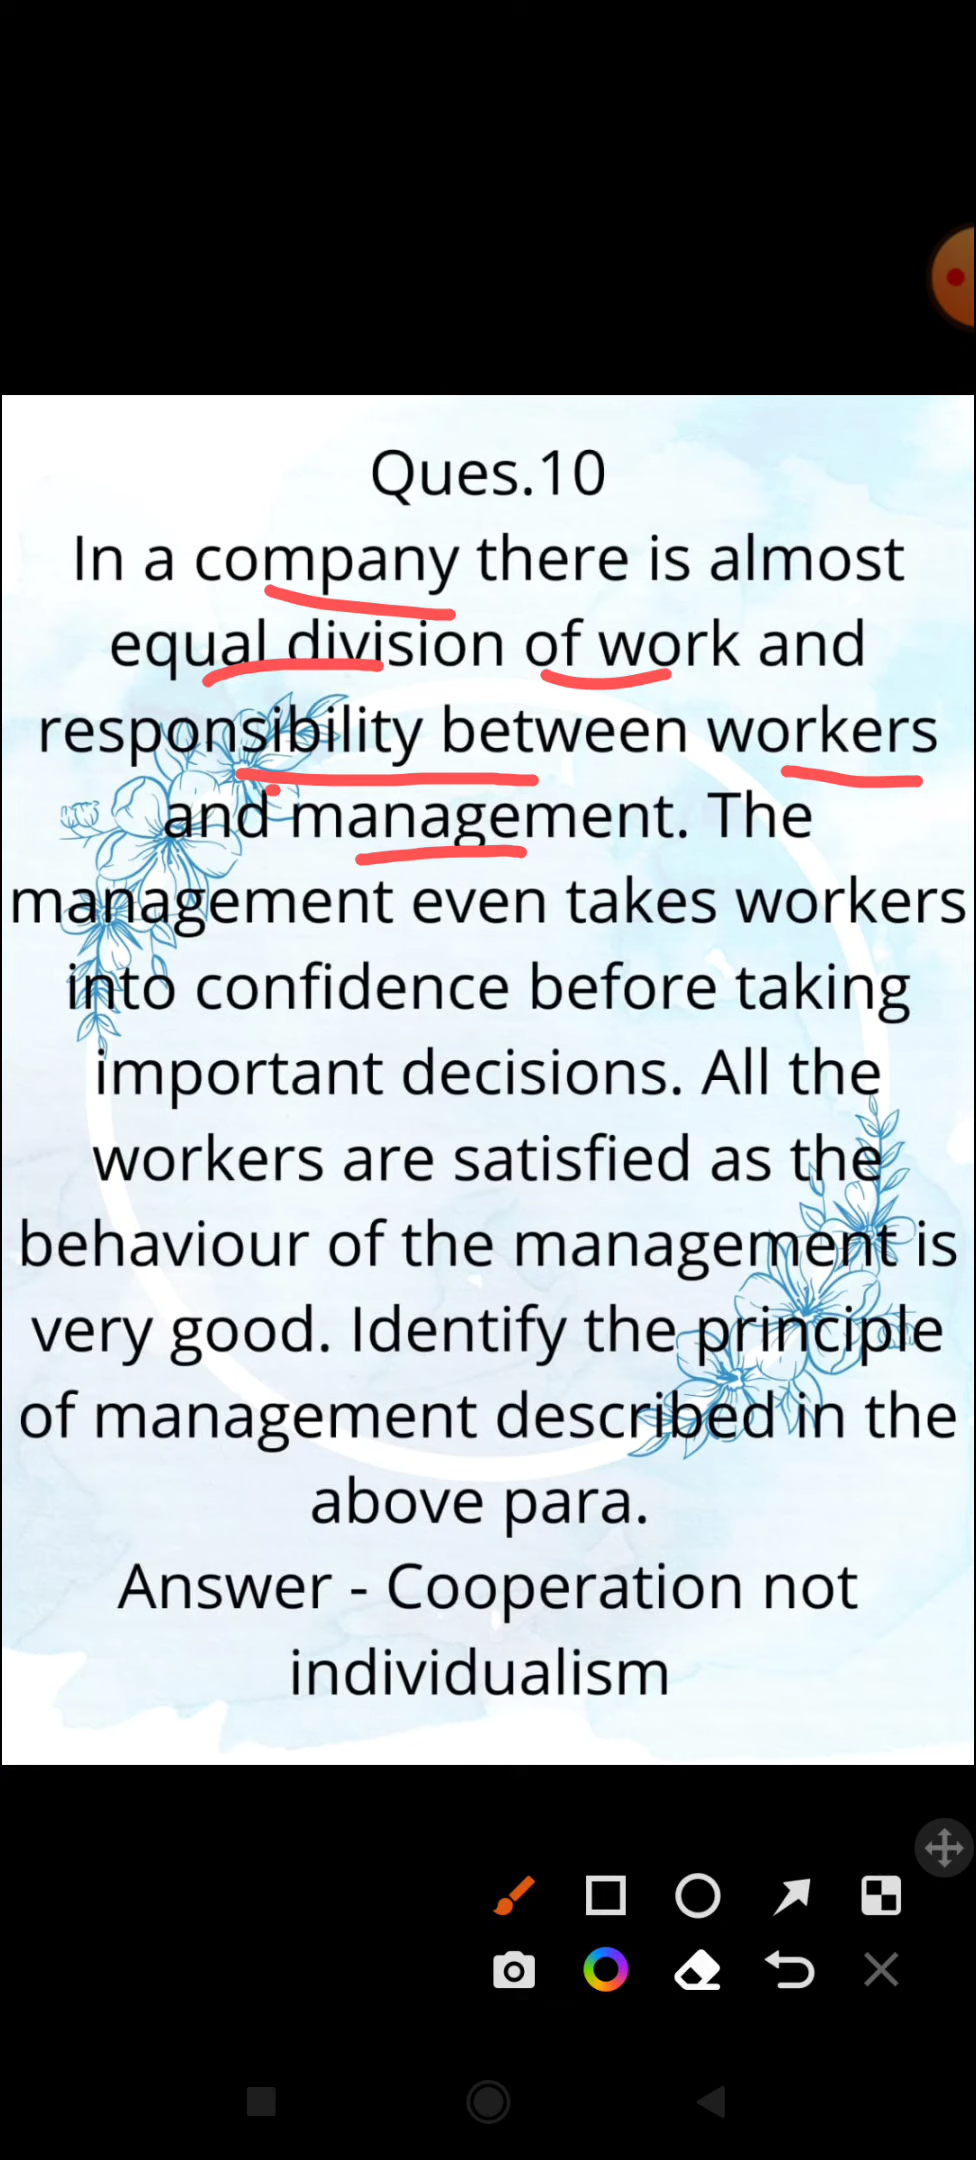 Ques.10
In a company there is almost
equal division of work and
responsibility between workers
and management. The
management even takes workers
into confidence before taking
important decisions. All the
workers are satisfied as the
behaviour of the management is
very good. Identify the principle
of management described in the
above para.
Answer - Cooperation not
individualism